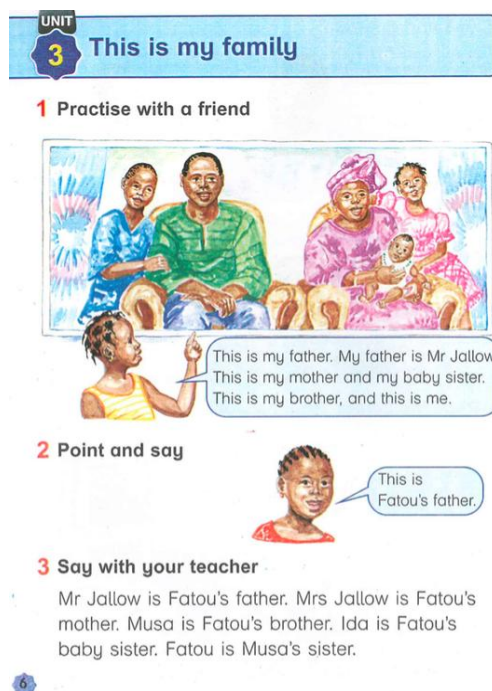 UNIT
3
This is my family
1 Practise with a friend
This is my father. My father is Mr Jallow
This is my mother and my baby sister.
This is my brother, and this is me.
2 Point and say
This is
Fatou's father.
3 Say with your teacher
Mr Jallow is Fatou's father. Mrs Jallow is Fatou's
mother. Musa is Fatou's brother. Ida is Fatou's
baby sister. Fatou is Musa's sister.
6